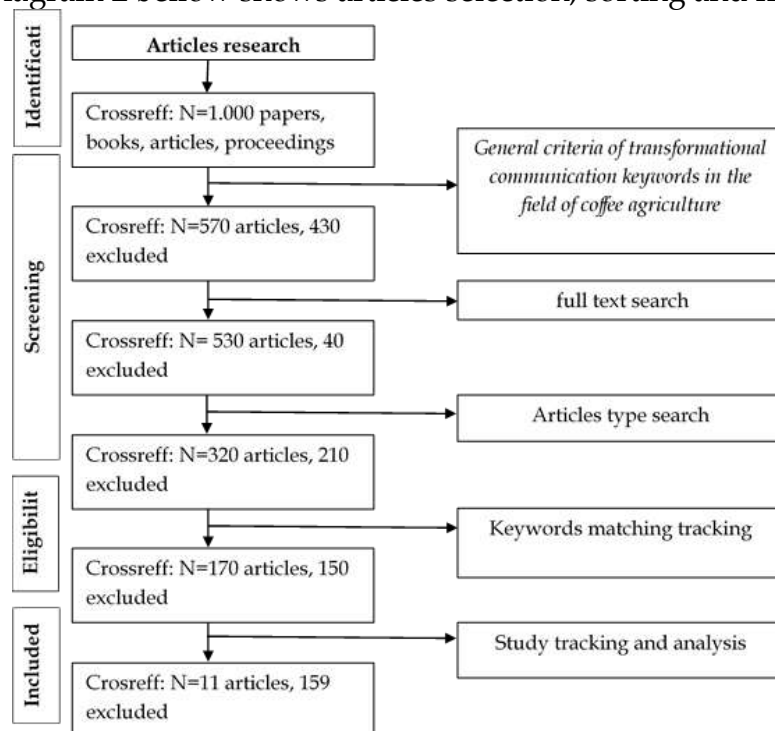 Articles research
Identificati
Crossreff: N=1.000 papers,
books, articles, proceedings
General criteria of transformational
communication keywords in the
field of coffee agriculture
Screening
Crosreff: N=570 articles, 430
excluded
full text search
Crossreff: N= 530 articles, 40
excluded
Articles type search
Crossreff: N=320 articles, 210
excluded
Eligibilit
Keywords matching tracking
Crossreff: N=170 articles, 150
excluded
Included
Study tracking and analysis
Crosreff: N=11 articles, 159
excluded